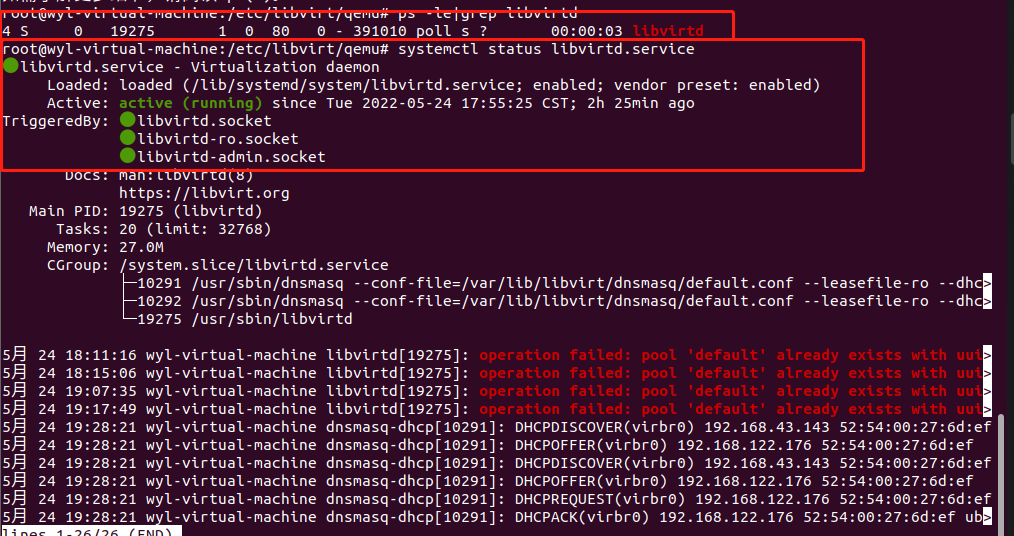 root@wyl-virtual-machine:/etc/libvirt/qemu# ps -le|grep libvirtd
4 S     0   19275       1  0  80   0 - 391010 poll_s ?       00:00:03 libvirtd
root@wyl-virtual-machine:/etc/libvirt/qemu# systemctl status libvirtd.service
libvirtd.service - Virtualization daemon
Loaded: loaded (/lib/systemd/system/libvirtd.service; enabled; vendor preset: enabled)
Active: active (running) since Tue 2022-05-24 17:55:25 CST; 2h 25min ago
TriggeredBy: libvirtd.socket
libvirtd-ro.socket
libvirtd-admin.socket
Docs: man:libvirtd(8)
https://libvirt.org
Main PID: 19275 (libvirtd)
Tasks: 20 (limit: 32768)
Memory: 27.0M
CGroup: /system.slice/libvirtd.service
├─10291 /usr/sbin/dnsmasq --conf-file=/var/lib/libvirt/dnsmasq/default.conf --leasefile-ro --dhc>
├─10292 /usr/sbin/dnsmasq --conf-file=/var/lib/libvirt/dnsmasq/default.conf --leasefile-ro --dhc>
└─19275 /usr/sbin/libvirtd
5月 24 18:11:16 wyl-virtual-machine libvirtd[19275]: operation failed: pool 'default' already exists with uui>
5月 24 18:15:06 wyl-virtual-machine libvirtd[19275]: operation failed: pool 'default' already exists with uui>
5月 24 19:07:35 wyl-virtual-machine libvirtd[19275]: operation failed: pool 'default' already exists with uui>
5月 24 19:17:49 wyl-virtual-machine libvirtd[19275]: operation failed: pool 'default' already exists with uui>
5月 24 19:28:21 wyl-virtual-machine dnsmasq-dhcp[10291]: DHCPDISCOVER(virbr0) 192.168.43.143 52:54:00:27:6d:ef
5月 24 19:28:21 wyl-virtual-machine dnsmasq-dhcp[10291]: DHCPOFFER(virbr0) 192.168.122.176 52:54:00:27:6d:ef
5月 24 19:28:21 wyl-virtual-machine dnsmasq-dhcp[10291]: DHCPDISCOVER(virbr0) 192.168.43.143 52:54:00:27:6d:ef
5月 24 19:28:21 wyl-virtual-machine dnsmasq-dhcp[10291]: DHCPOFFER(virbr0) 192.168.122.176 52:54:00:27:6d:ef
5月 24 19:28:21 wyl-virtual-machine dnsmasq-dhcp[10291]: DHCPREQUEST(virbr0) 192.168.122.176 52:54:00:27:6d:ef
5月 24 19:28:21 wyl-virtual-machine dnsmasq-dhcp[10291]: DHCPACK(virbr0) 192.168.122.176 52:54:00:27:6d:ef ub>
lines 1-26/26 (END)